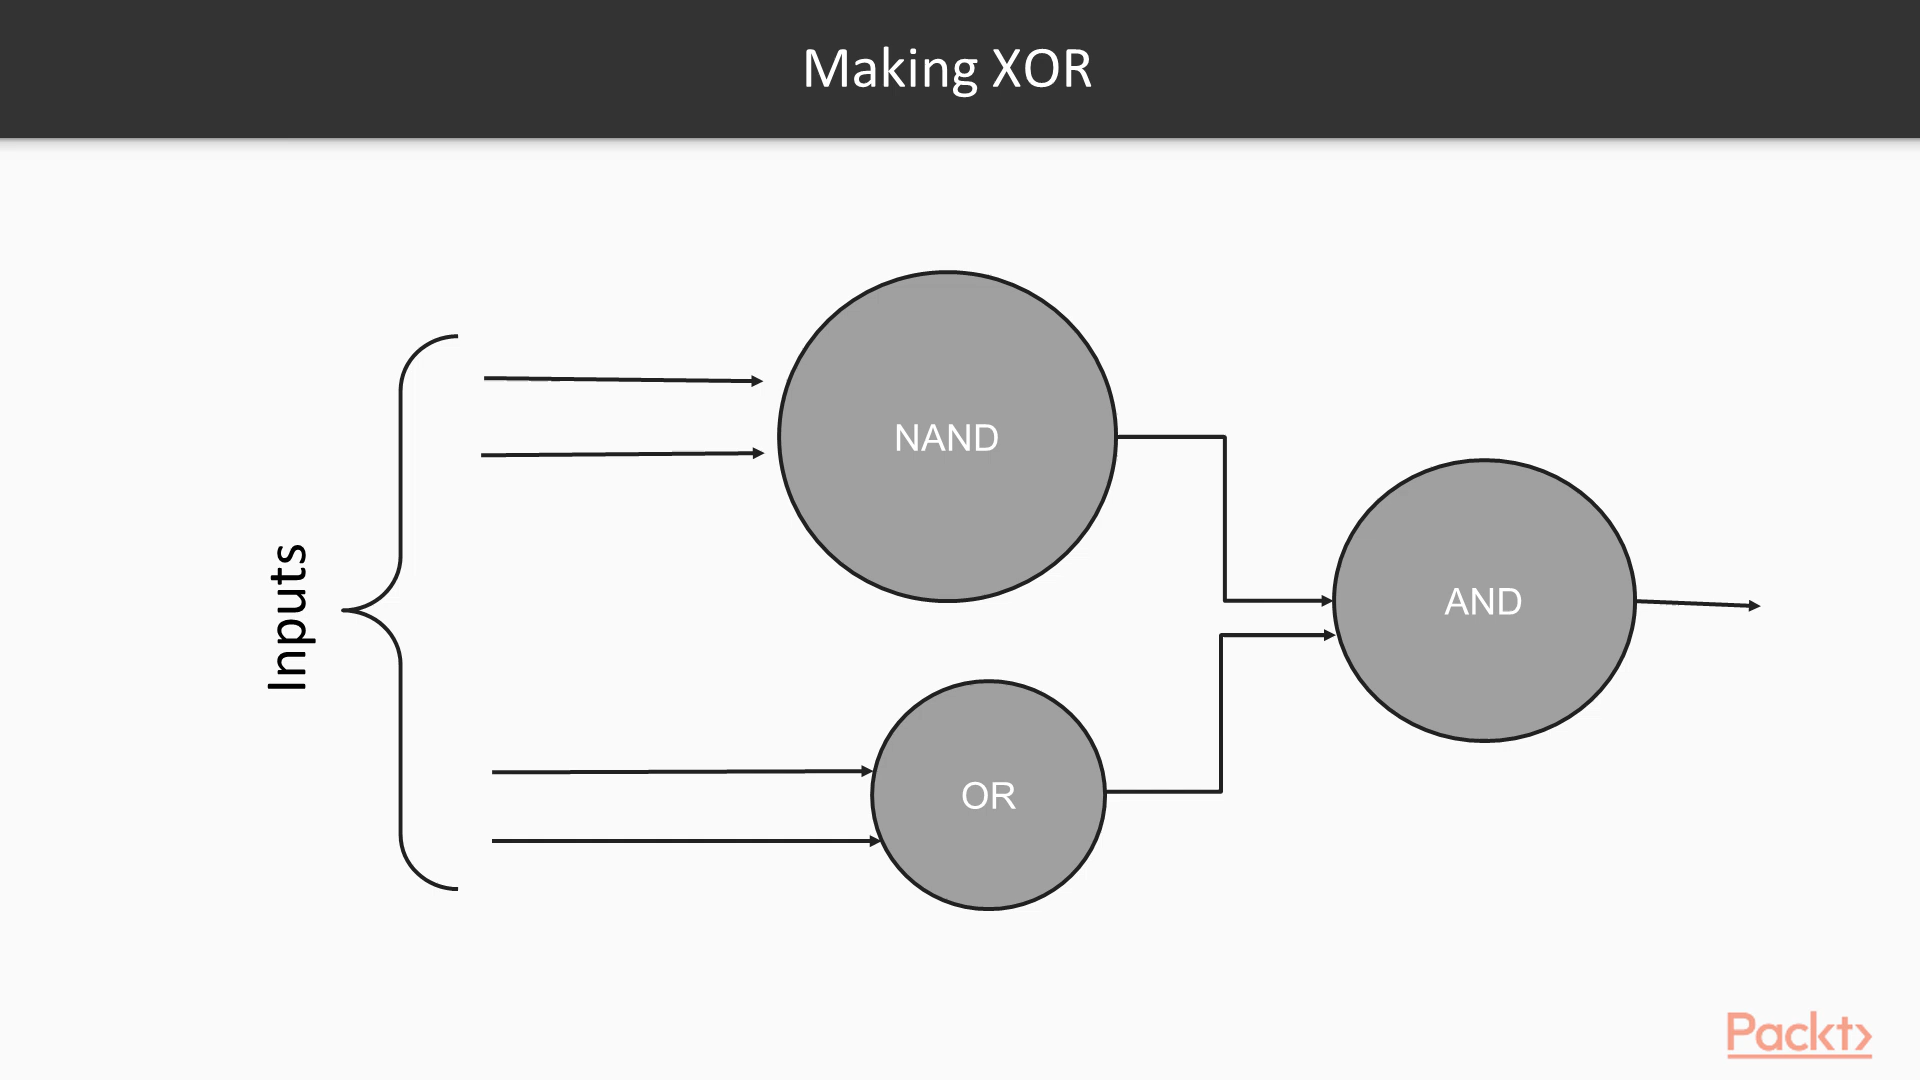 Making XOR
Inputs
NAND
AND
OR
Packt>